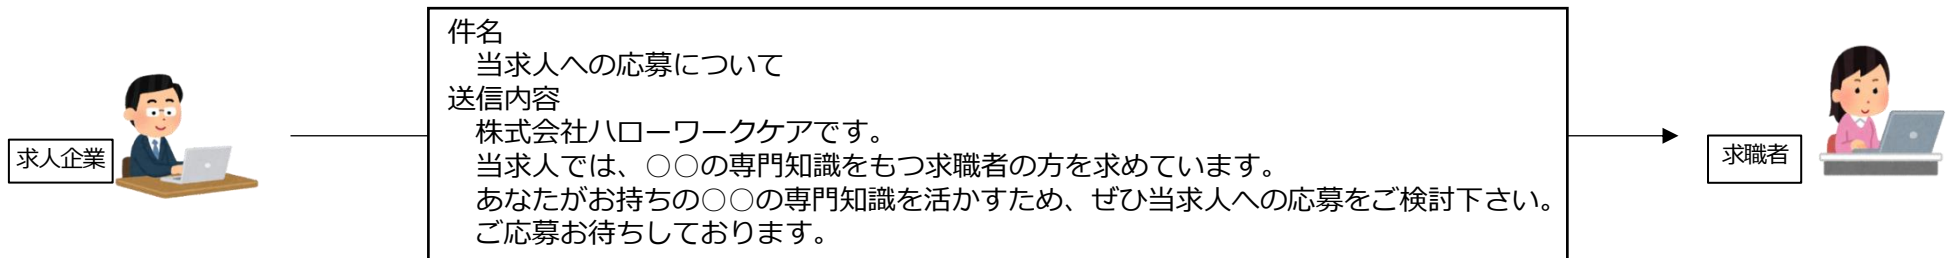 求人企業
件名
当求人への応募について
送信内容
株式会社ハローワークケアです。
当求人では、○○の専門知識をもつ求職者の方を求めています。
あなたがお持ちの○○の専門知識を活かすため、ぜひ当求人への応募をご検討下さい。
ご応募お待ちしております。
求職者